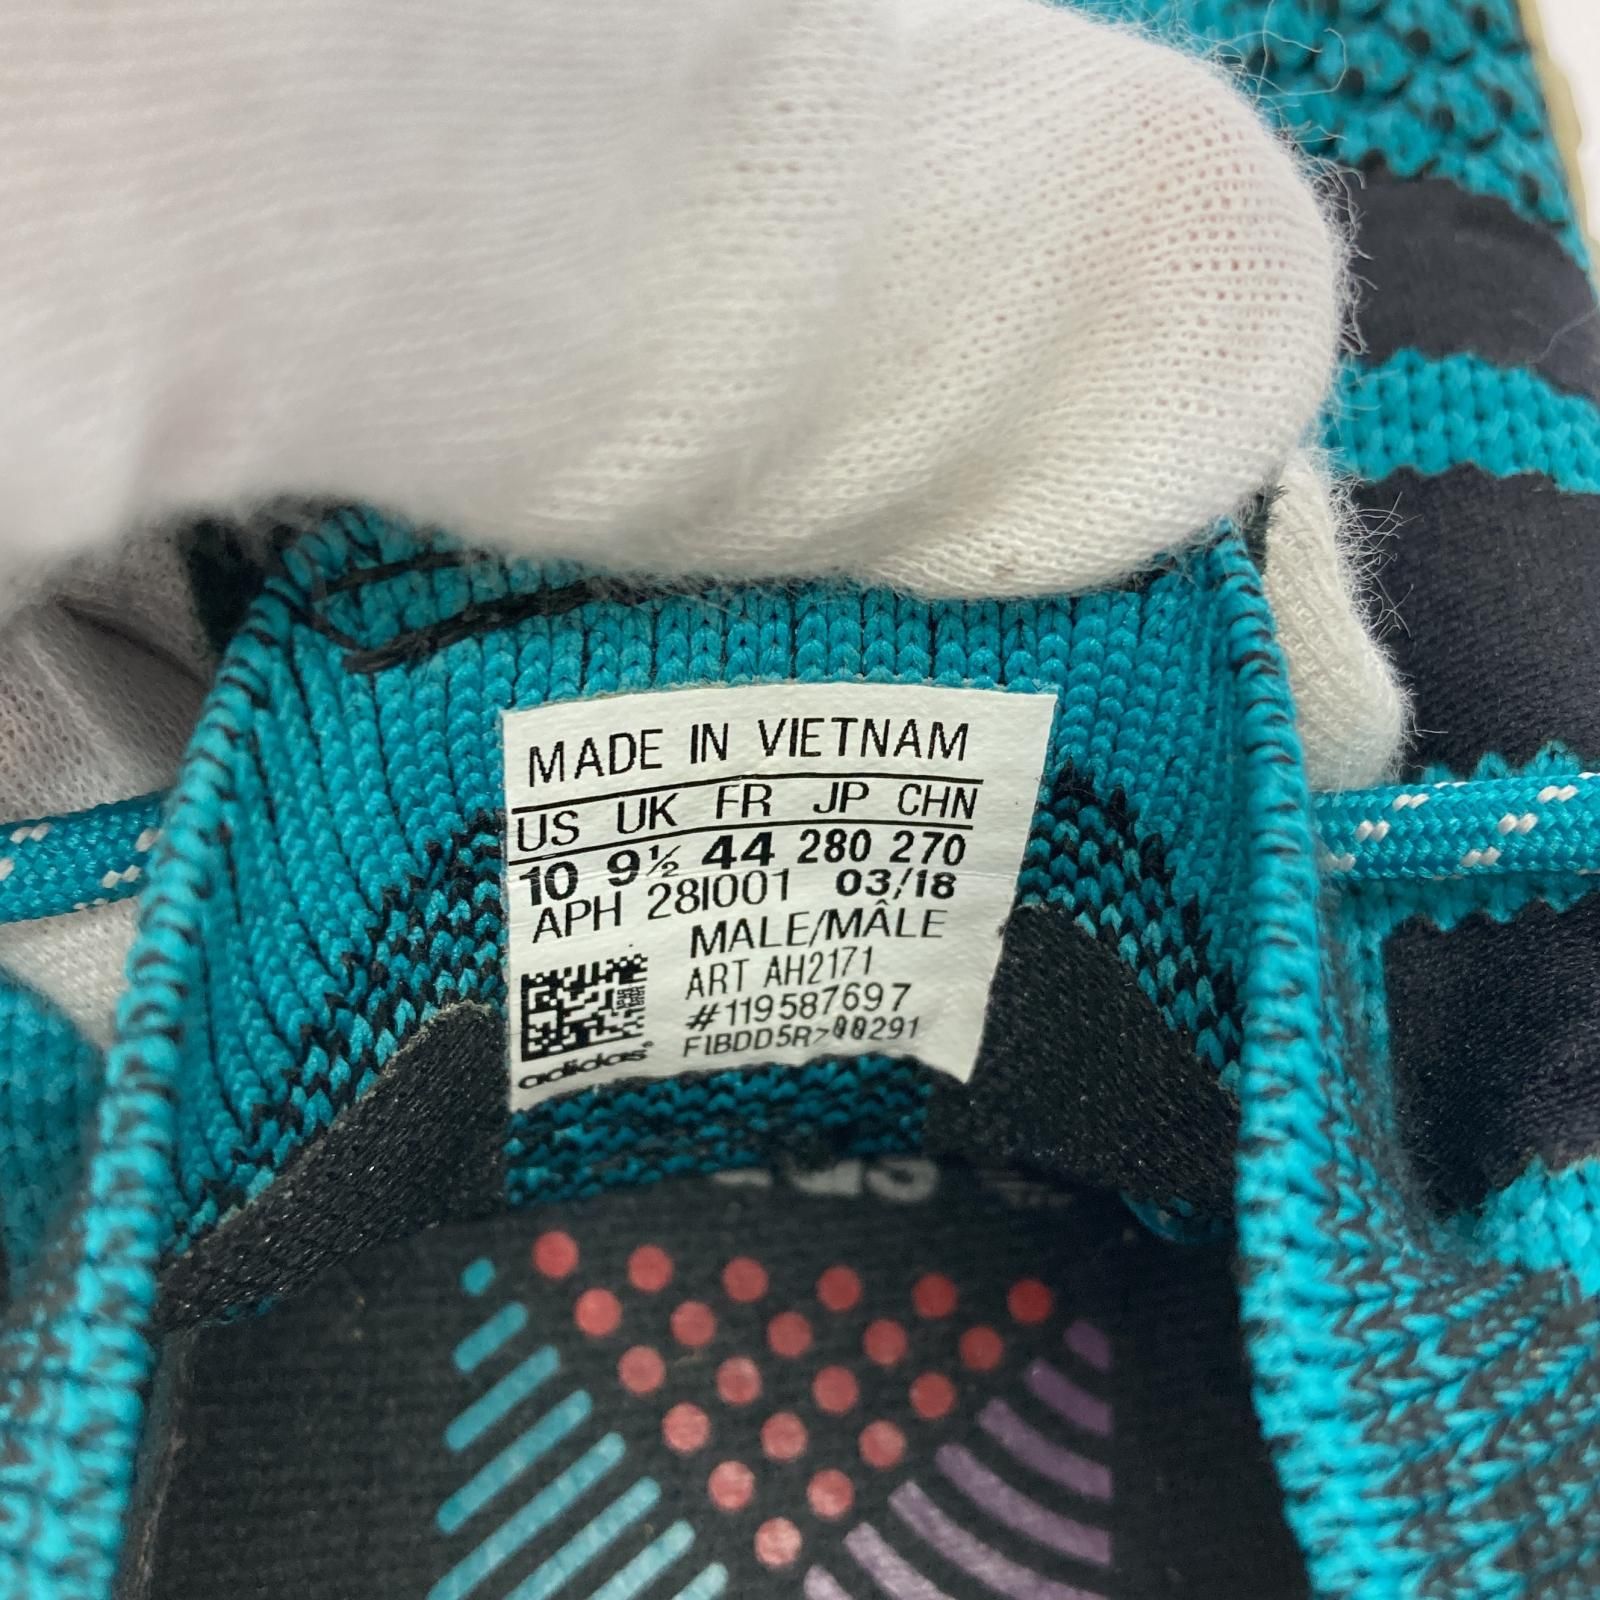 MADE IN VIETNAM
US UK FR JP CHN
10 9½ 44 280 270
APH 281001 03/18
MALE/MÂLE
ART AH2171
#119587697
adidas®